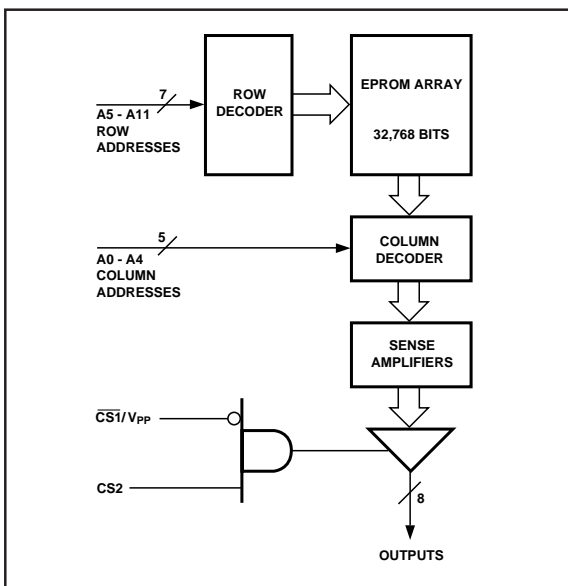 ROW
DECODER
EPROM ARRAY
32,768 BITS
7
A5 - A11
ROW
ADDRESSES
5
A0 - A4
COLUMN
ADDRESSES
COLUMN
DECODER
SENSE
AMPLIFIERS
C̅S̅1̅/VPP
CS2
8
OUTPUTS